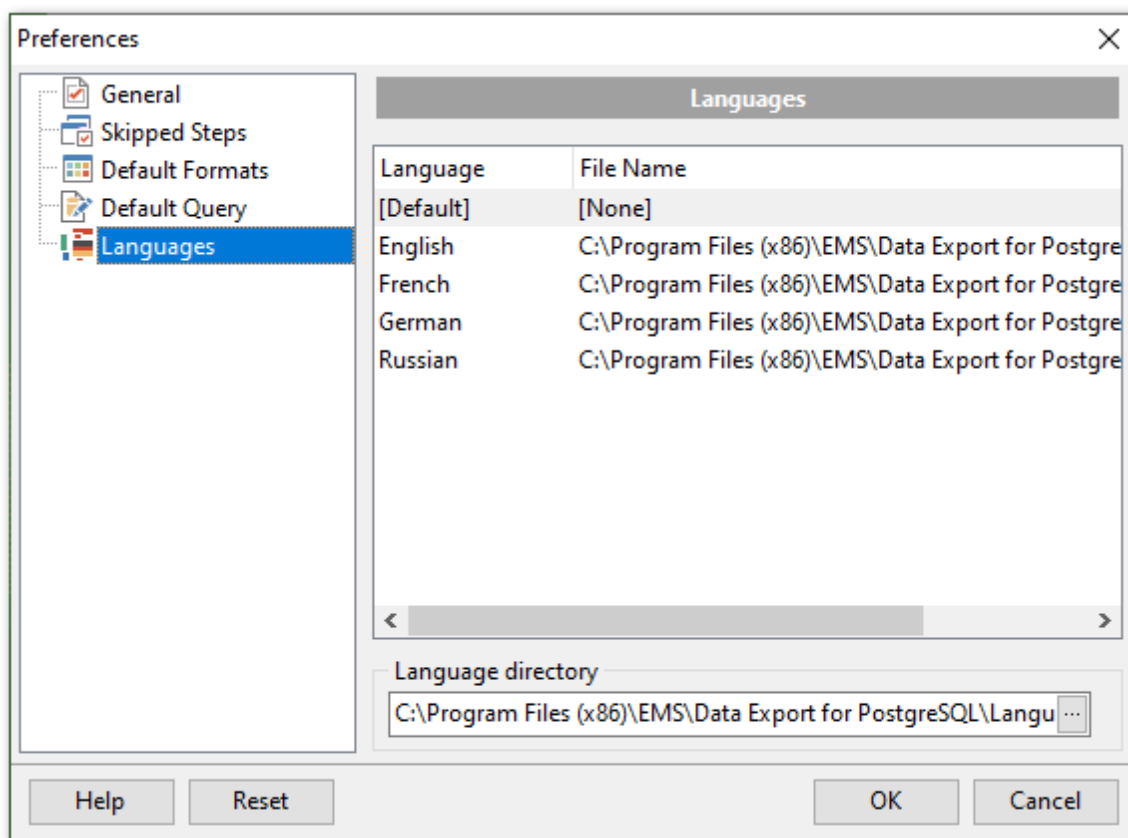 Preferences
General
Skipped Steps
Default Formats
Default Query
Languages
Languages
Language File Name
[Default] [None]
English C:\Program Files (x86)\EMS\Data Export for Postgre
French C:\Program Files (x86)\EMS\Data Export for Postgre
German C:\Program Files (x86)\EMS\Data Export for Postgre
Russian C:\Program Files (x86)\EMS\Data Export for Postgre
Language directory
C:\Program Files (x86)\EMS\Data Export for PostgreSQL\Langu ...
Help Reset OK Cancel